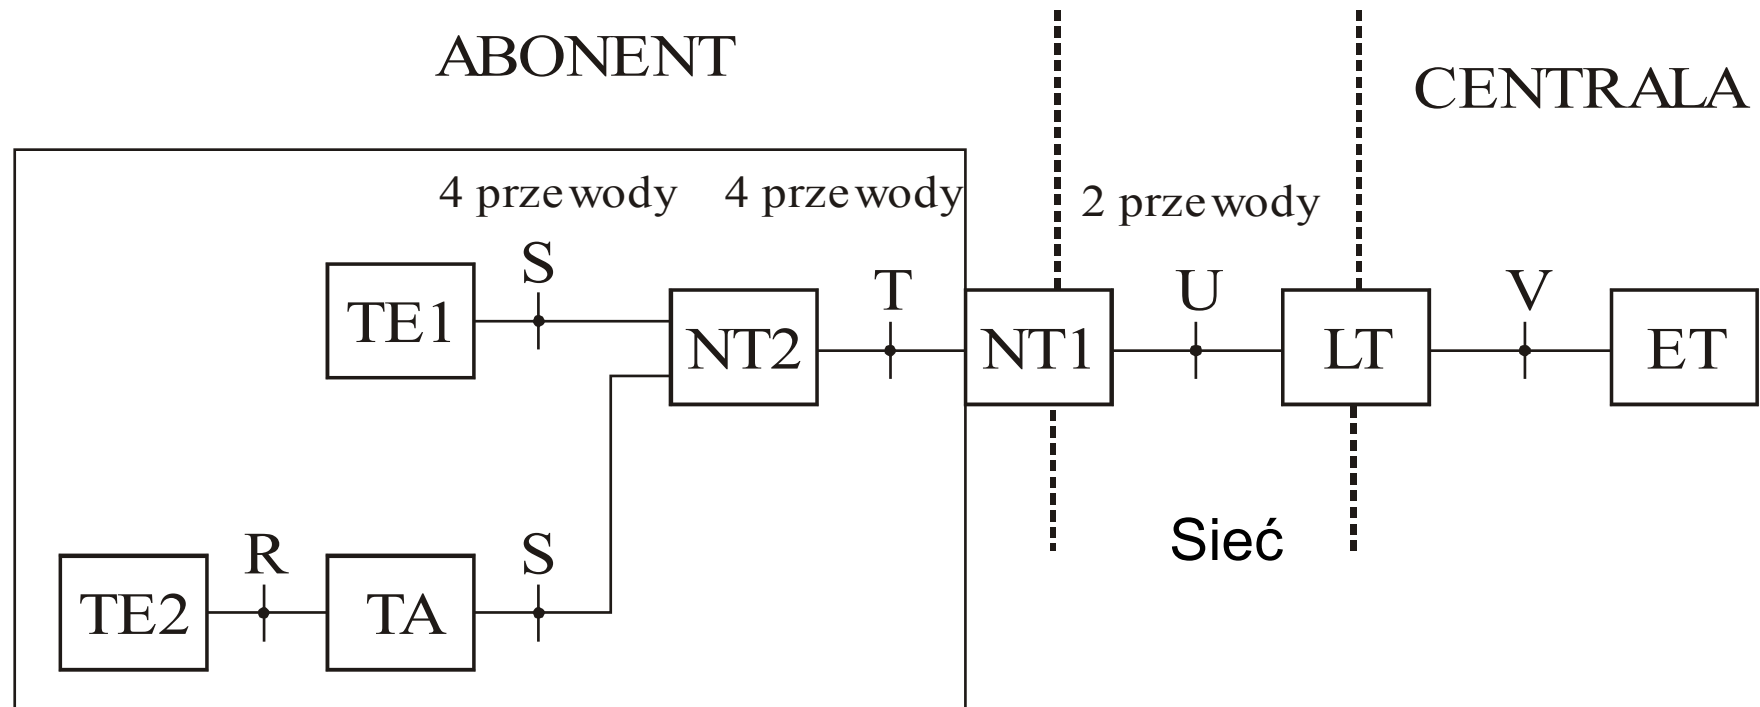 ABONENT
CENTRALA
4 przewody
4 przewody
2 przewody
S
T
U
V
TE1
NT2
NT1
LT
ET
Sieć
R
S
TE2
TA